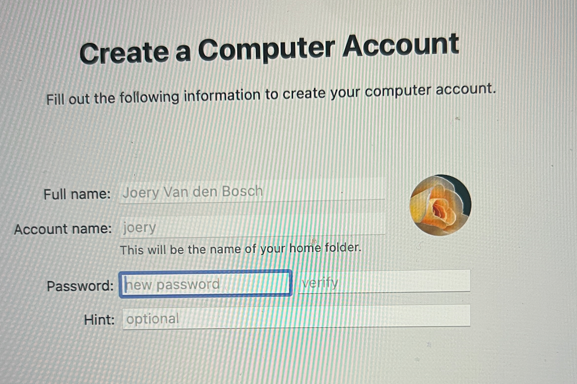 Create a Computer Account
Fill out the following information to create your computer account.
Full name: Joery Van den Bosch
Account name: joery
This will be the name of your home folder.
Password: new password verify
Hint: optional